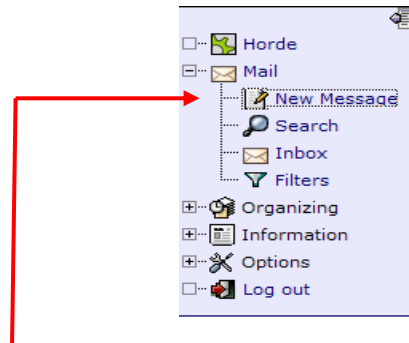 Horde
Mail
New Message
Search
Inbox
Filters
Organizing
Information
Options
Log out